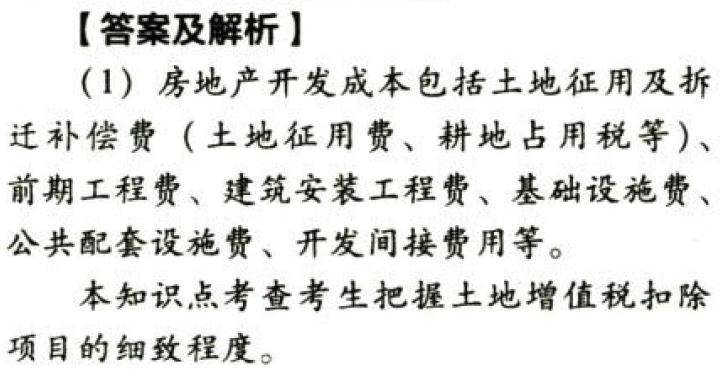 【答案及解析】
(1) 房地产开发成本包括土地征用及拆
迁补偿费（土地征用费、耕地占用税等)、
前期工程费、建筑安装工程费、基础设施费、
公共配套设施费、开发间接费用等。
本知识点考查考生把握土地增值税扣除
项目的细致程度。